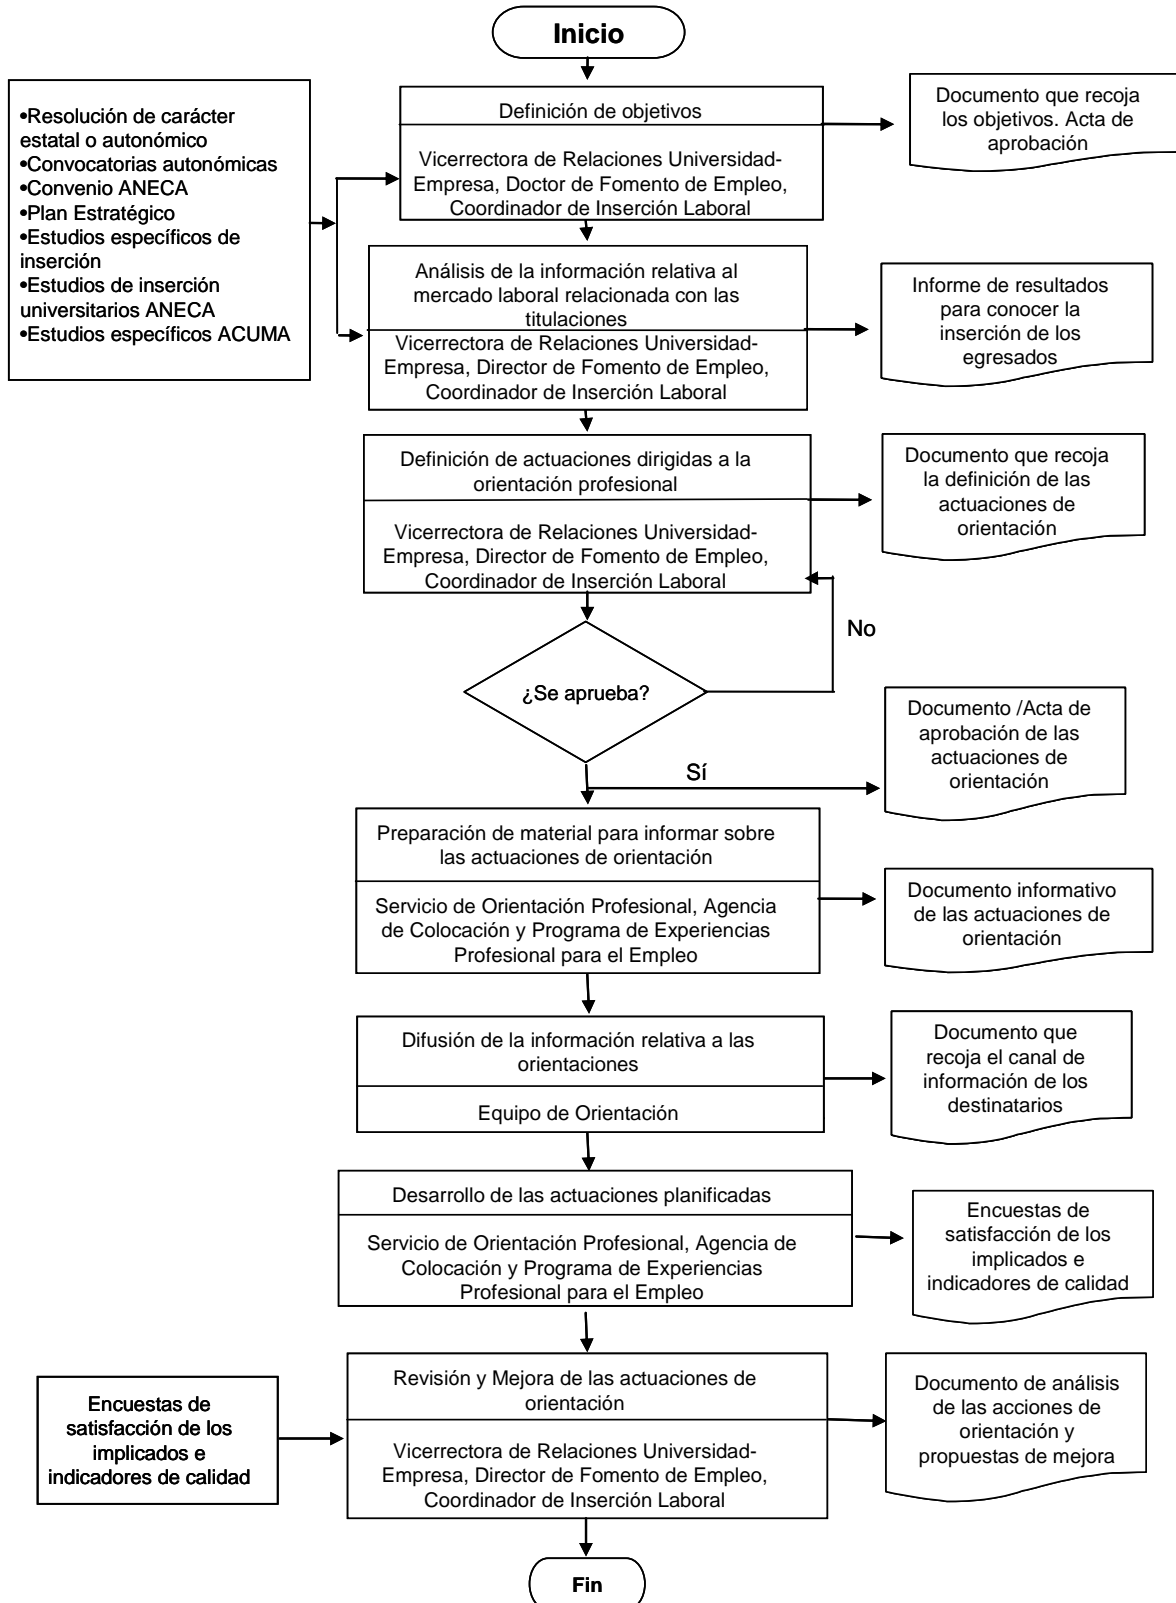 Inicio
•Resolución de carácter
estatal o autonómico
•Convocatorias autonómicas
•Convenio ANECA
•Plan Estratégico
•Estudios específicos de
inserción
•Estudios de inserción
universitarios ANECA
•Estudios específicos ACUMA
Definición de objetivos
Vicerrectora de Relaciones Universidad-
Empresa, Doctor de Fomento de Empleo,
Coordinador de Inserción Laboral
Documento que recoja
los objetivos. Acta de
aprobación
Análisis de la información relativa al
mercado laboral relacionada con las
titulaciones
Vicerrectora de Relaciones Universidad-
Empresa, Director de Fomento de Empleo,
Coordinador de Inserción Laboral
Informe de resultados
para conocer la
inserción de los
egresados
Definición de actuaciones dirigidas a la
orientación profesional
Vicerrectora de Relaciones Universidad-
Empresa, Director de Fomento de Empleo,
Coordinador de Inserción Laboral
Documento que recoja
la definición de las
actuaciones de
orientación
No
¿Se aprueba?
Sí
Documento /Acta de
aprobación de las
actuaciones de
orientación
Preparación de material para informar sobre
las actuaciones de orientación
Servicio de Orientación Profesional, Agencia
de Colocación y Programa de Experiencias
Profesional para el Empleo
Documento informativo
de las actuaciones de
orientación
Difusión de la información relativa a las
orientaciones
Equipo de Orientación
Documento que
recoja el canal de
información de los
destinatarios
Desarrollo de las actuaciones planificadas
Servicio de Orientación Profesional, Agencia de
Colocación y Programa de Experiencias
Profesional para el Empleo
Encuestas de
satisfacción de los
implicados e
indicadores de calidad
Encuestas de
satisfacción de los
implicados e
indicadores de calidad
Revisión y Mejora de las actuaciones de
orientación
Vicerrectora de Relaciones Universidad-
Empresa, Director de Fomento de Empleo,
Coordinador de Inserción Laboral
Documento de análisis
de las acciones de
orientación y
propuestas de mejora
Fin